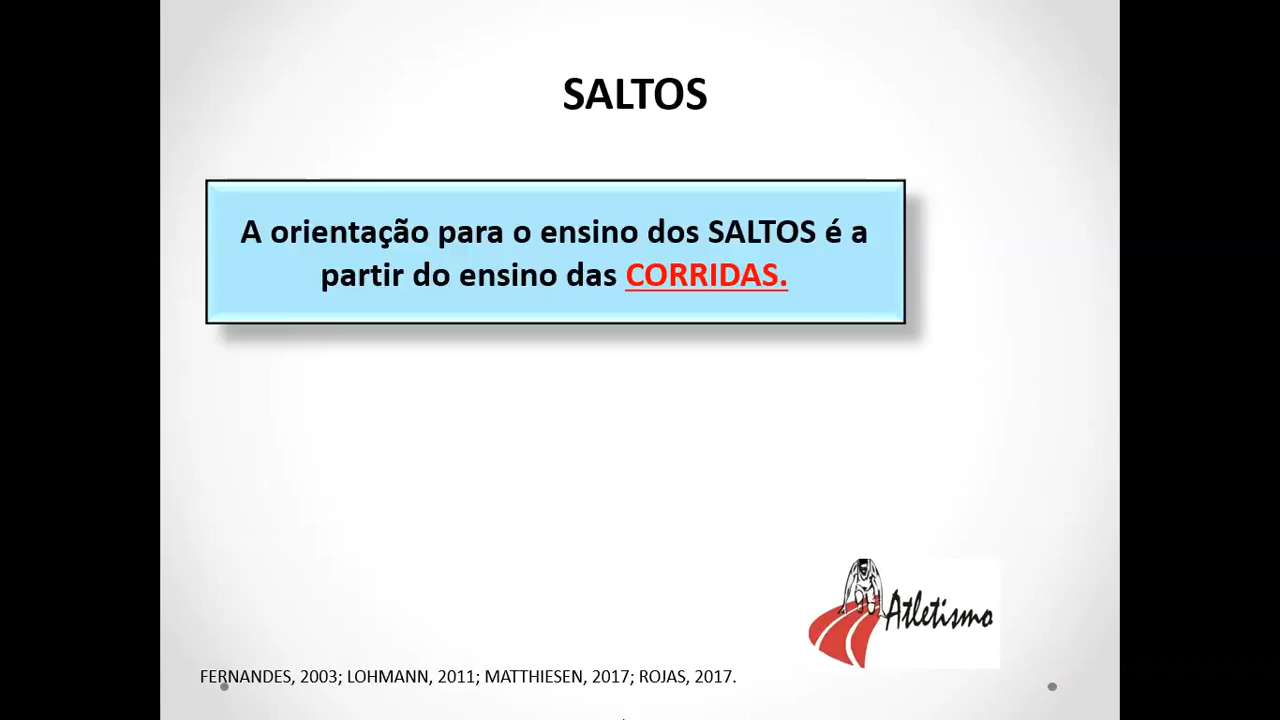 SALTOS
A orientação para o ensino dos SALTOS é a
partir do ensino das CORRIDAS.
Atletismo
FERNANDES, 2003; LOHMANN, 2011; MATTHIESEN, 2017; ROJAS, 2017.